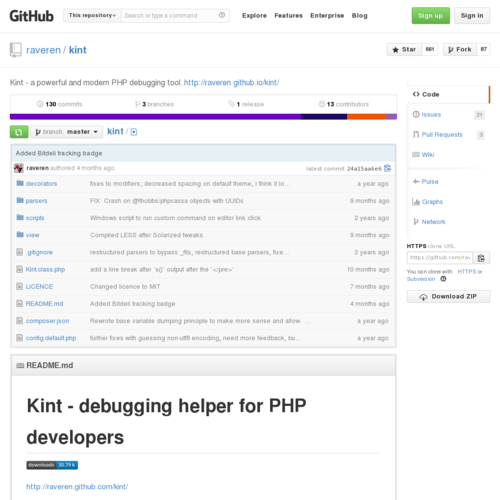 GitHub This repository Search or type a command Explore Features Enterprise Blog Sign up Sign in
raveren / kint Star 661 Fork 87
Kint - a powerful and modern PHP debugging tool. http://raveren.github.io/kint/
130 commits 3 branches 1 release 13 contributors
branch: master kint /
Added Bitdeli tracking badge
raveren authored 4 months ago latest commit 24a15aa6e6
decorators fixes to modifiers; decreased spacing on default theme, i think it lo... a year ago
parsers FIX: Crash on @thobbs/phpcassa objects with UUIDs 9 months ago
scripts Windows script to run custom command on editor link click 2 years ago
view Compiled LESS after Solarized tweaks. 9 months ago
.gitignore restructured parsers to bypass _fits, restructured base parsers, fixe... 2 years ago
Kint.class.php add a line break after `s()` output after the `</pre>` 10 months ago
LICENCE Changed licence to MIT 7 months ago
README.md Added Bitdeli tracking badge 4 months ago
composer.json Rewrote base variable dumping principle to make more sense and allow ... a year ago
config.default.php further fixes with guessing non-utf8 encoding, need more feedback, bu... a year ago
README.md
Kint - debugging helper for PHP
developers
downloads 30.79 k
http://raveren.github.com/kint/
Code
Issues 21
Pull Requests 3
Wiki
Pulse
Graphs
Network
HTTPS clone URL
https://github.com/rav
You can clone with HTTPS or
Subversion
Download ZIP